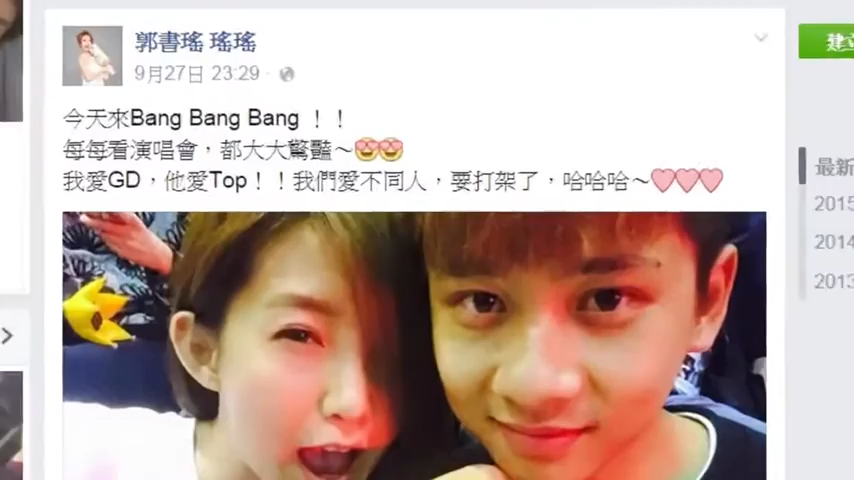 郭書瑤 瑤瑤
9月27日 23:29
今天來Bang Bang Bang！！
每每看演唱會，都大大驚豔～
我愛GD，他愛Top！！我們愛不同人，要打架了，哈哈哈～
建立
最新
2015
2014
2013